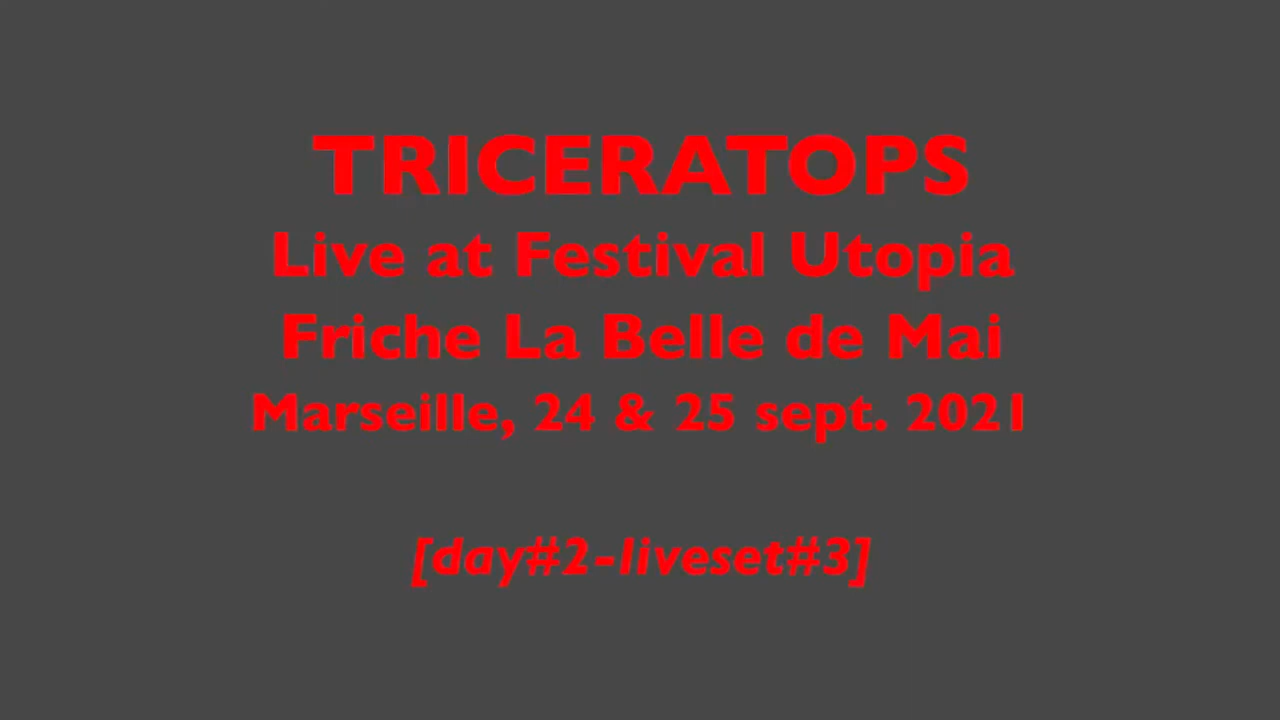 TRICERATOPS
Live at Festival Utopia
Friche La Belle de Mai
Marseille, 24 & 25 sept. 2021
[day#2-liveset#3]